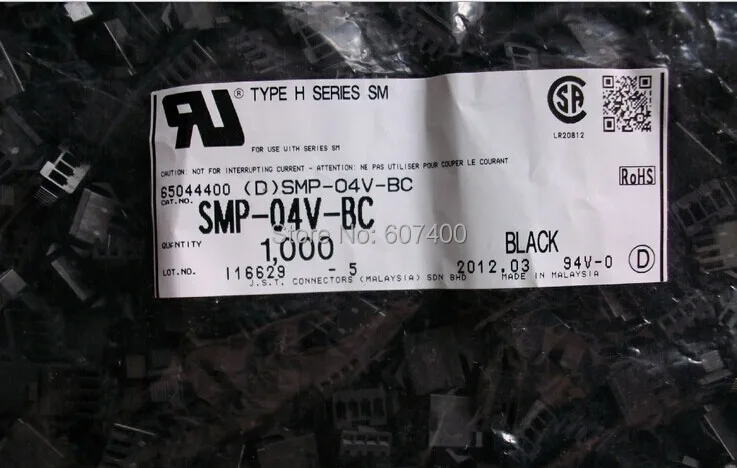 ® TYPE H SERIES SM
LR20812
FOR USE WITH SERIES SM
CAUTION: NOT FOR INTERRUPTING CURRENT - ATTENTION: NE PAS UTILISER POUR COUPER LE COURANT
RoHS
65044400 (D)SMP-04V-BC
CAT.NO. SMP-04V-BC
Store No: 607400
QUANTITY 1,000 BLACK
LOT.NO. I16629 - 5 2012.03 94V-0 D
J.S.T. CONNECTORS (MALAYSIA) SDN BHD MADE IN MALAYSIA